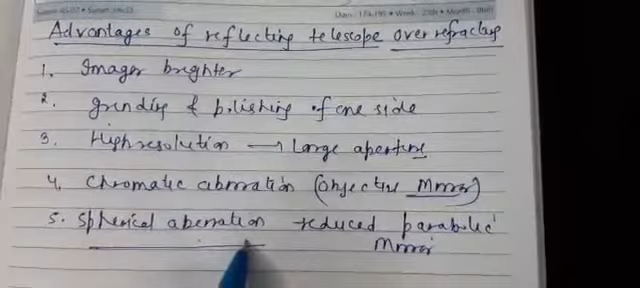 Advantages of reflecting telescope over refracting
1. Images brighter
2. Grinding & polishing of one side
3. High resolution → Large aperture
4. Chromatic aberration (objective Mirror)
5. Spherical aberration reduced parabolic
Mirror